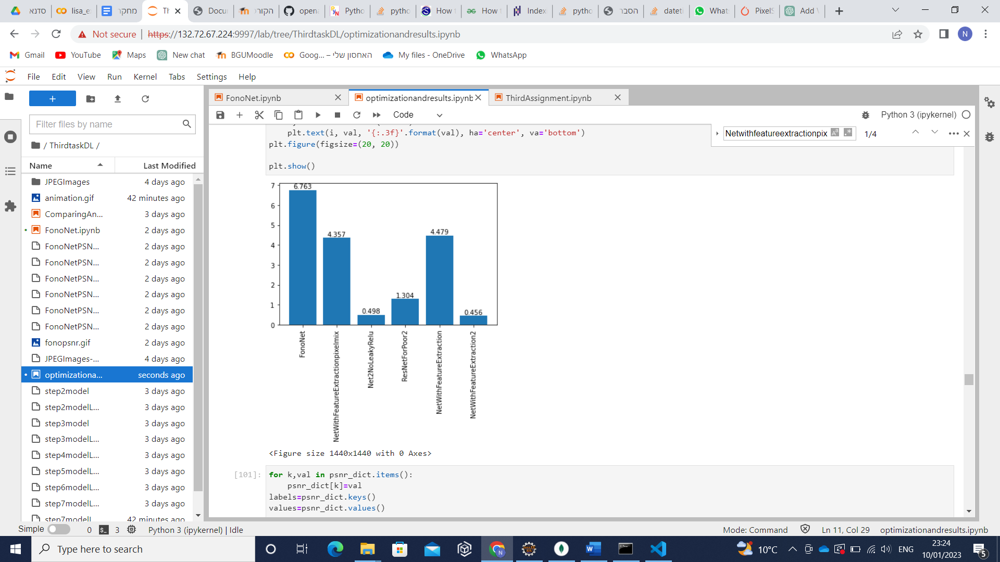 סדנא
lisa_e
מחקר
Th
Docu
הקור
opena
Pytho
pytho
How
How
Index
pytho
הסבר
dateti
What
PixelS
Add
Not secure
https://132.72.67.224:9997/lab/tree/ThirdtaskDL/optimizationandresults.ipynb
N
Gmail
YouTube
Maps
New chat
BGUMoodle
Goog... – האחסון שלי
My files - OneDrive
WhatsApp
File Edit View Run Kernel Tabs Settings Help
FonoNet.ipynb
optimizationandresults.ipynb
ThirdAssignment.ipynb
Code
Python 3 (ipykernel)
Filter files by name
/ ThirdtaskDL /
Name Last Modified
JPEGImages 4 days ago
animation.gif 42 minutes ago
ComparingAn... 3 days ago
FonoNet.ipynb 2 days ago
FonoNetPSN... 2 days ago
FonoNetPSN... 2 days ago
FonoNetPSN... 2 days ago
FonoNetPSN... 2 days ago
FonoNetPSN... 2 days ago
FonoNetPSN... 2 days ago
fonopsnr.gif 2 days ago
JPEGImages-... 4 days ago
optimizationa... seconds ago
step2model 3 days ago
step2modelL... 3 days ago
step3model 3 days ago
step3modelL... 3 days ago
step4modelL... 3 days ago
step5modelL... 3 days ago
step6modelL... 3 days ago
step7modelL... 3 days ago
step7modelL 42 minutes ago
Netwithfeatureextractionpix
1/4
plt.text(i, val, '{:.3f}'.format(val), ha='center', va='bottom')
plt.figure(figsize=(20, 20))
plt.show()
7
6
5
4
3
2
1
0
6.763
4.357
0.498
1.304
4.479
0.456
FonoNet
NetWithFeatureExtractionpixelmix
Net2NoLeakyRelu
ResNetForPoor2
NetWithFeatureExtraction
NetWithFeatureExtraction2
<Figure size 1440x1440 with 0 Axes>
[101]:
for k,val in psnr_dict.items():
psnr_dict[k]=val
labels=psnr_dict.keys()
values=psnr_dict.values()
Simple
0
3
Python 3 (ipykernel) | Idle
Mode: Command
Ln 11, Col 29
optimizationandresults.ipynb
Type here to search
10°C
ENG
23:24
10/01/2023
5